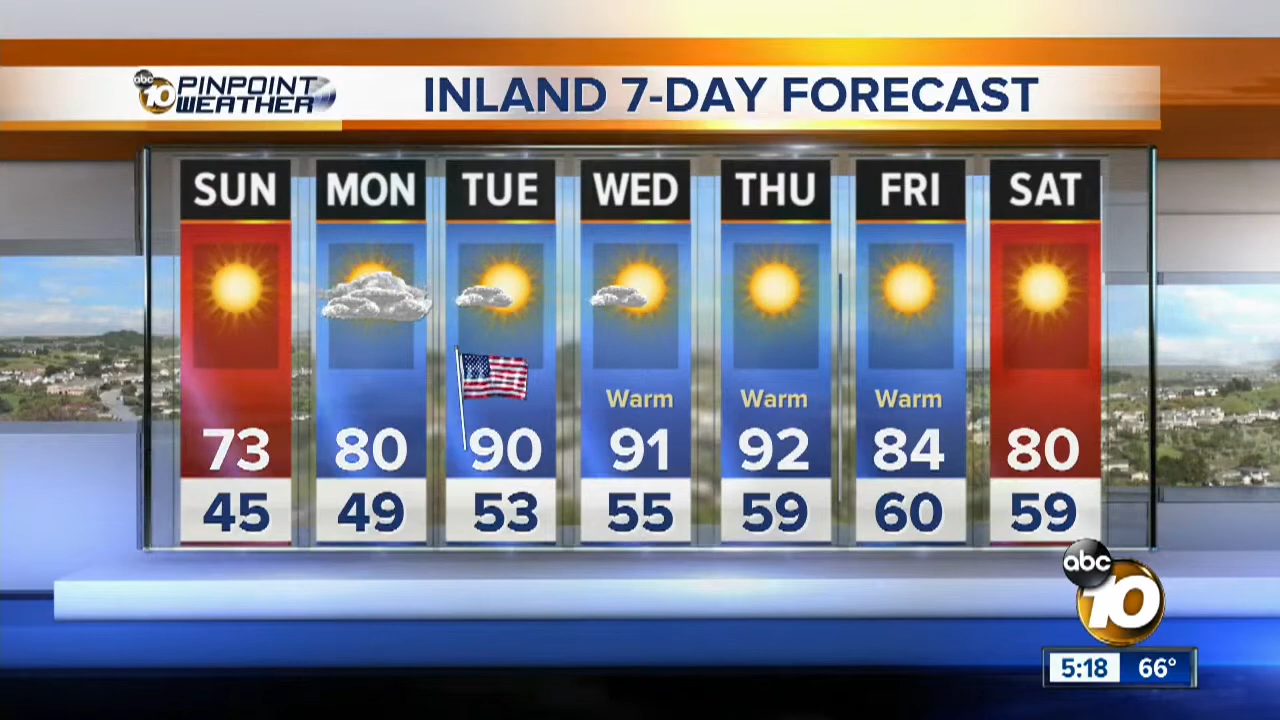 abc 10 PINPOINT WEATHER
INLAND 7-DAY FORECAST
SUN MON TUE WED THU FRI SAT
Warm Warm Warm
73 80 90 91 92 84 80
45 49 53 55 59 60 59
abc
10
5:18 66°